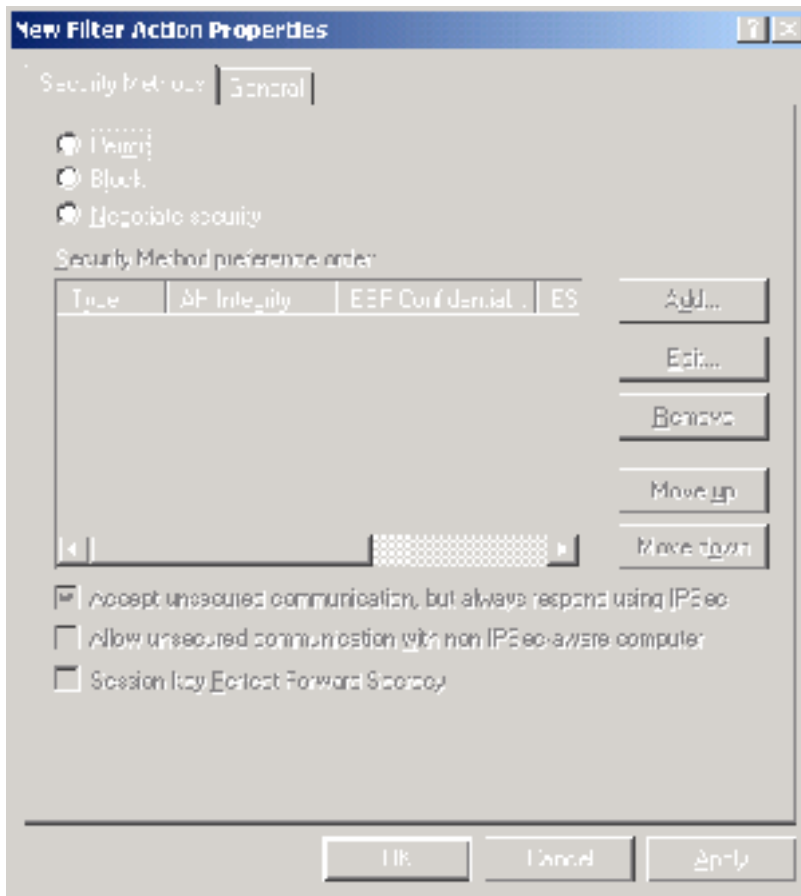 New Filter Action Properties
Security Methods General
Permit
Block
Negotiate security
Security Method preference order
Type AH Integrity ESP Confidential... ES
Add...
Edit...
Remove
Move up
Move down
Accept unsecured communication, but always respond using IPSec
Allow unsecured communication with non IPSec-aware computer
Session key Perfect Forward Secrecy
OK Cancel Apply